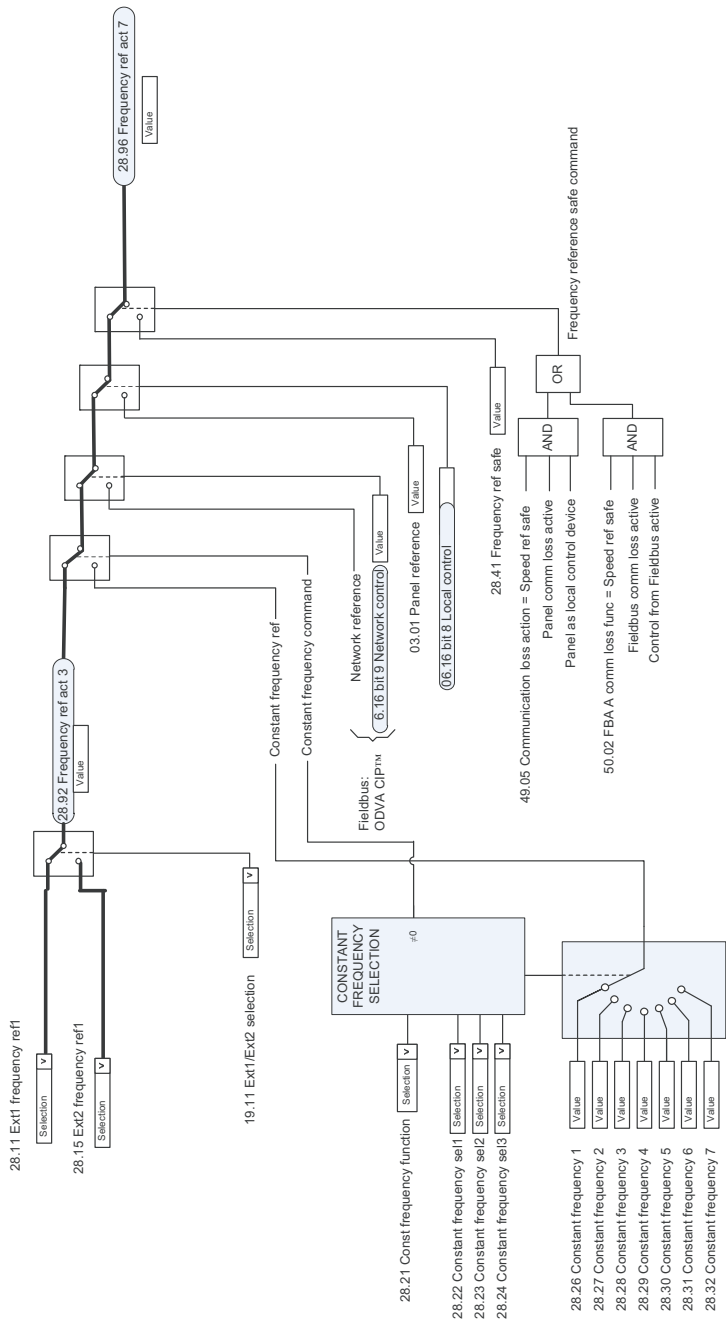 28.11 Ext1 frequency ref1
Selection v
28.15 Ext2 frequency ref1
Selection v
19.11 Ext1/Ext2 selection
Selection v
28.92 Frequency ref act 3
Value
28.96 Frequency ref act 7
Value
28.21 Const frequency function
Selection v
28.22 Constant frequency sel1
Selection v
28.23 Constant frequency sel2
Selection v
28.24 Constant frequency sel3
Selection v
CONSTANT
FREQUENCY
SELECTION
≠0
Constant frequency ref
Constant frequency command
28.26 Constant frequency 1
Value
28.27 Constant frequency 2
Value
28.28 Constant frequency 3
Value
28.29 Constant frequency 4
Value
28.30 Constant frequency 5
Value
28.31 Constant frequency 6
Value
28.32 Constant frequency 7
Value
Fieldbus:
ODVA CIP™
Network reference
6.16 bit 9 Network control
Value
03.01 Panel reference
Value
06.16 bit 8 Local control
28.41 Frequency ref safe
Value
49.05 Communication loss action = Speed ref safe
Panel comm loss active
Panel as local control device
AND
50.02 FBA A comm loss func = Speed ref safe
Fieldbus comm loss active
Control from Fieldbus active
AND
OR
Frequency reference safe command